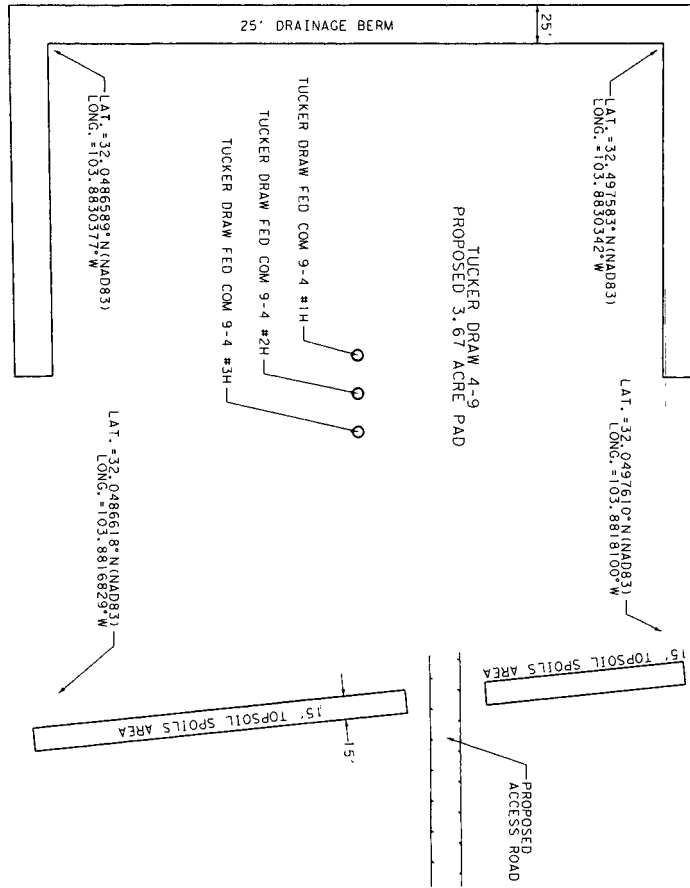 25' DRAINAGE BERM
25'
LAT. =32.0486589°N(NAD83)
LONG. =103.8830377°W
LAT. =32.497583°N(NAD83)
LONG. =103.8830342°W
TUCKER DRAW FED COM 9-4 #1H
TUCKER DRAW FED COM 9-4 #2H
TUCKER DRAW FED COM 9-4 #3H
TUCKER DRAW 4-9
PROPOSED 3.67 ACRE PAD
LAT. =32.0486618°N(NAD83)
LONG. =103.8816829°W
LAT. =32.0497610°N(NAD83)
LONG. =103.8818100°W
15' TOPSOIL SPOILS AREA
15' TOPSOIL SPOILS AREA
15'
PROPOSED
ACCESS ROAD